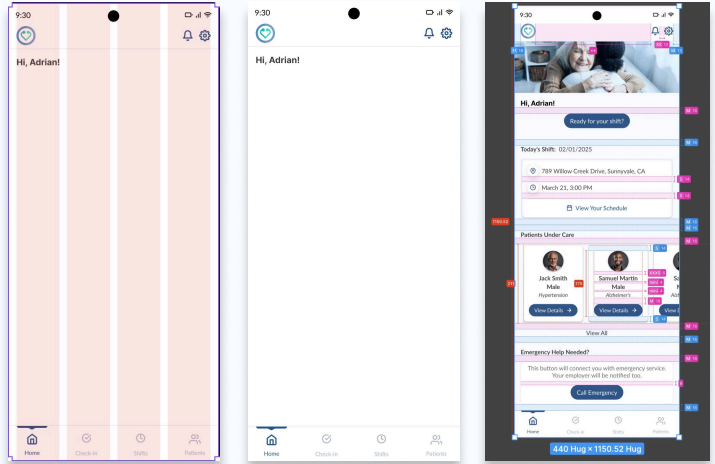 9:30
Hi, Adrian!
Home
Check-in
Shifts
Patients
9:30
Hi, Adrian!
Home
Check-in
Shifts
Patients
9:30
Hi, Adrian!
Ready for your shift?
Today's Shift: 02/01/2025
789 Willow Creek Drive, Sunnyvale, CA
March 21, 3:00 PM
View Your Schedule
1150.52
Patients Under Care
Jack Smith
Male
Hypertension
View Details →
Samuel Martin
Male
Alzheimer's
View Details →
View All
Emergency Help Needed?
This button will connect you with emergency service.
Your employer will be notified too.
Call Emergency
Home
Check-in
Shifts
Patients
440 Hug × 1150.52 Hug